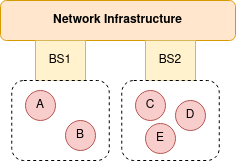 Network Infrastructure
BS1 BS2
A C D
B E